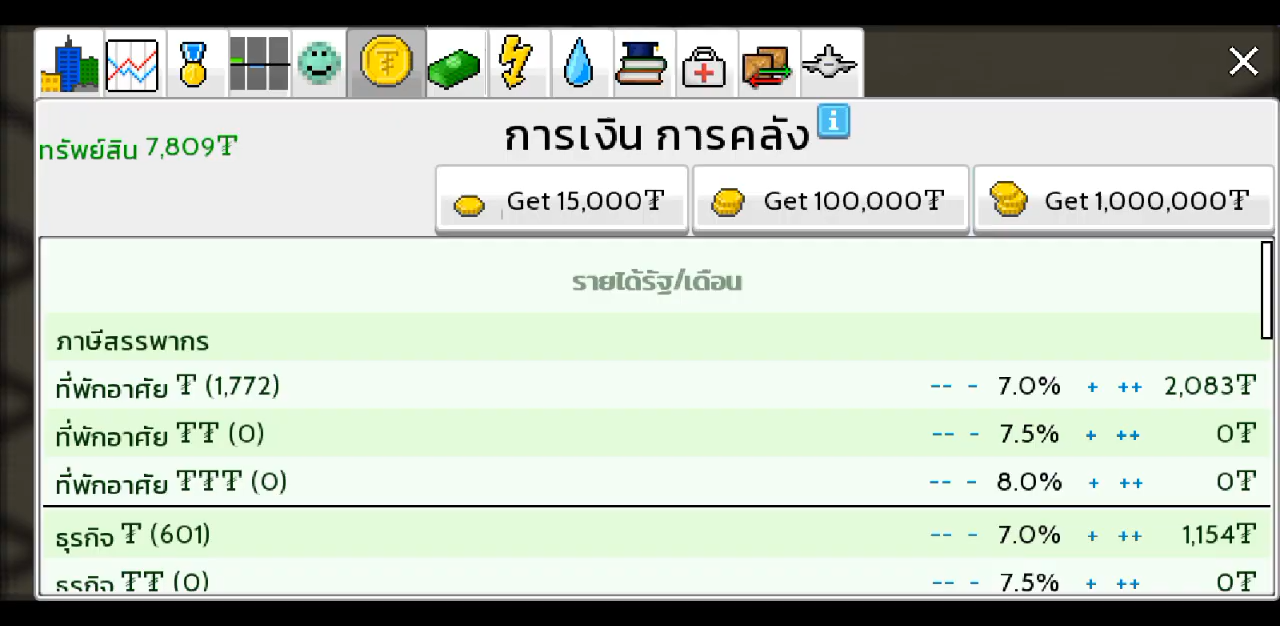 ทรัพย์สิน 7,809₮
การเงิน การคลัง
Get 15,000₮
Get 100,000₮
Get 1,000,000₮
รายได้รัฐ/เดือน
ภาษีสรรพากร
ที่พักอาศัย ₮ (1,772) -- - 7.0% + ++ 2,083₮
ที่พักอาศัย ₮₮ (0) -- - 7.5% + ++ 0₮
ที่พักอาศัย ₮₮₮ (0) -- - 8.0% + ++ 0₮
ธุรกิจ ₮ (601) -- - 7.0% + ++ 1,154₮
ธุรกิจ ₮₮ (0) -- - 7.5% + ++ 0₮